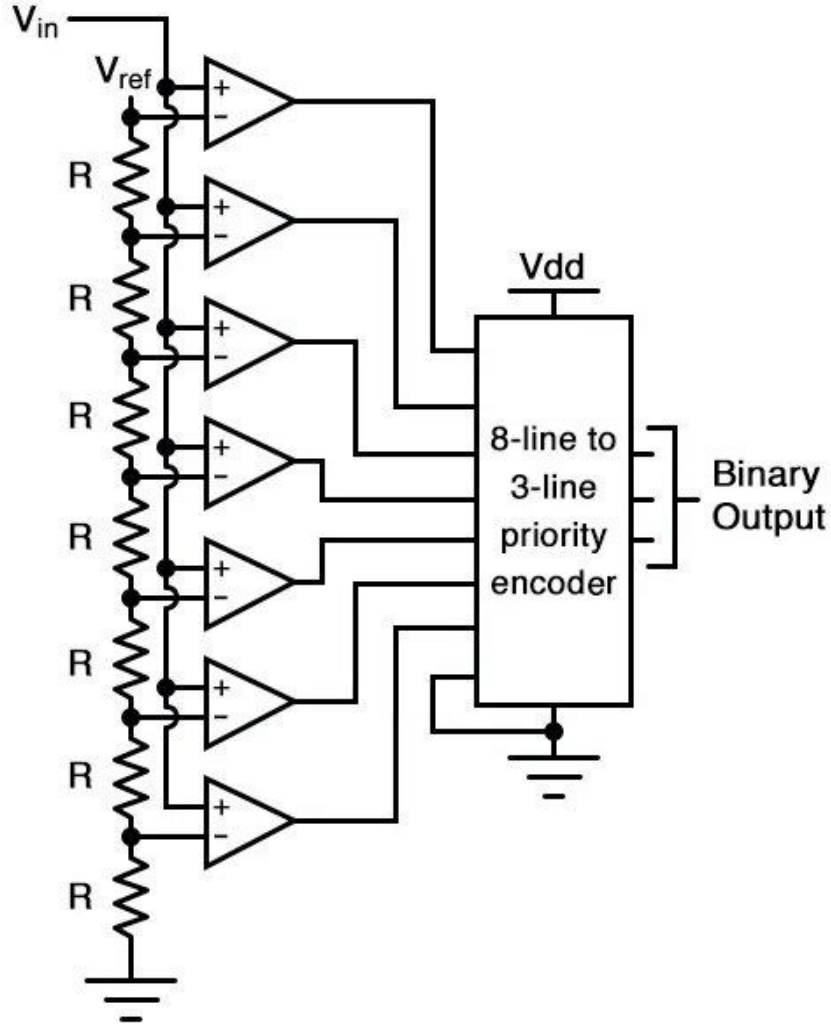 Vin
Vref
+
−
R
+
−
R
+
−
R
+
−
R
+
−
R
+
−
R
+
−
R
Vdd
8-line to
3-line
priority
encoder
Binary
Output